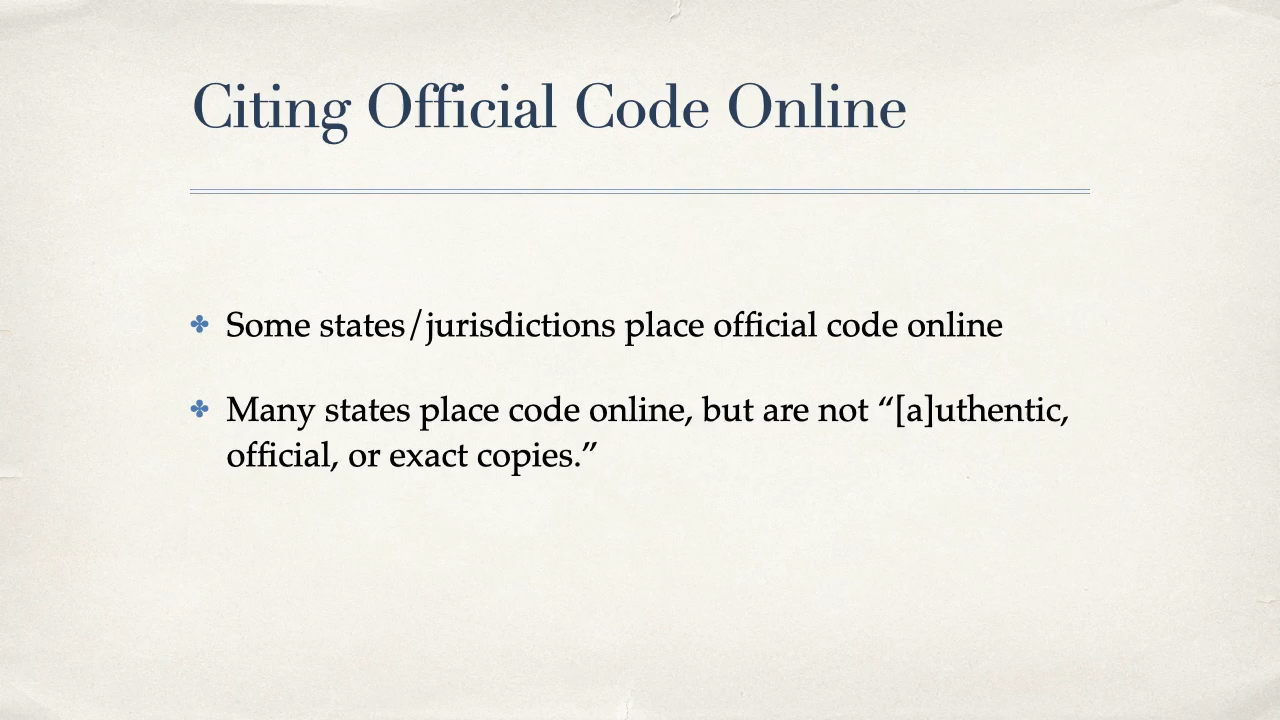 Citing Official Code Online
✤ Some states/jurisdictions place official code online
✤ Many states place code online, but are not “[a]uthentic,
official, or exact copies.”